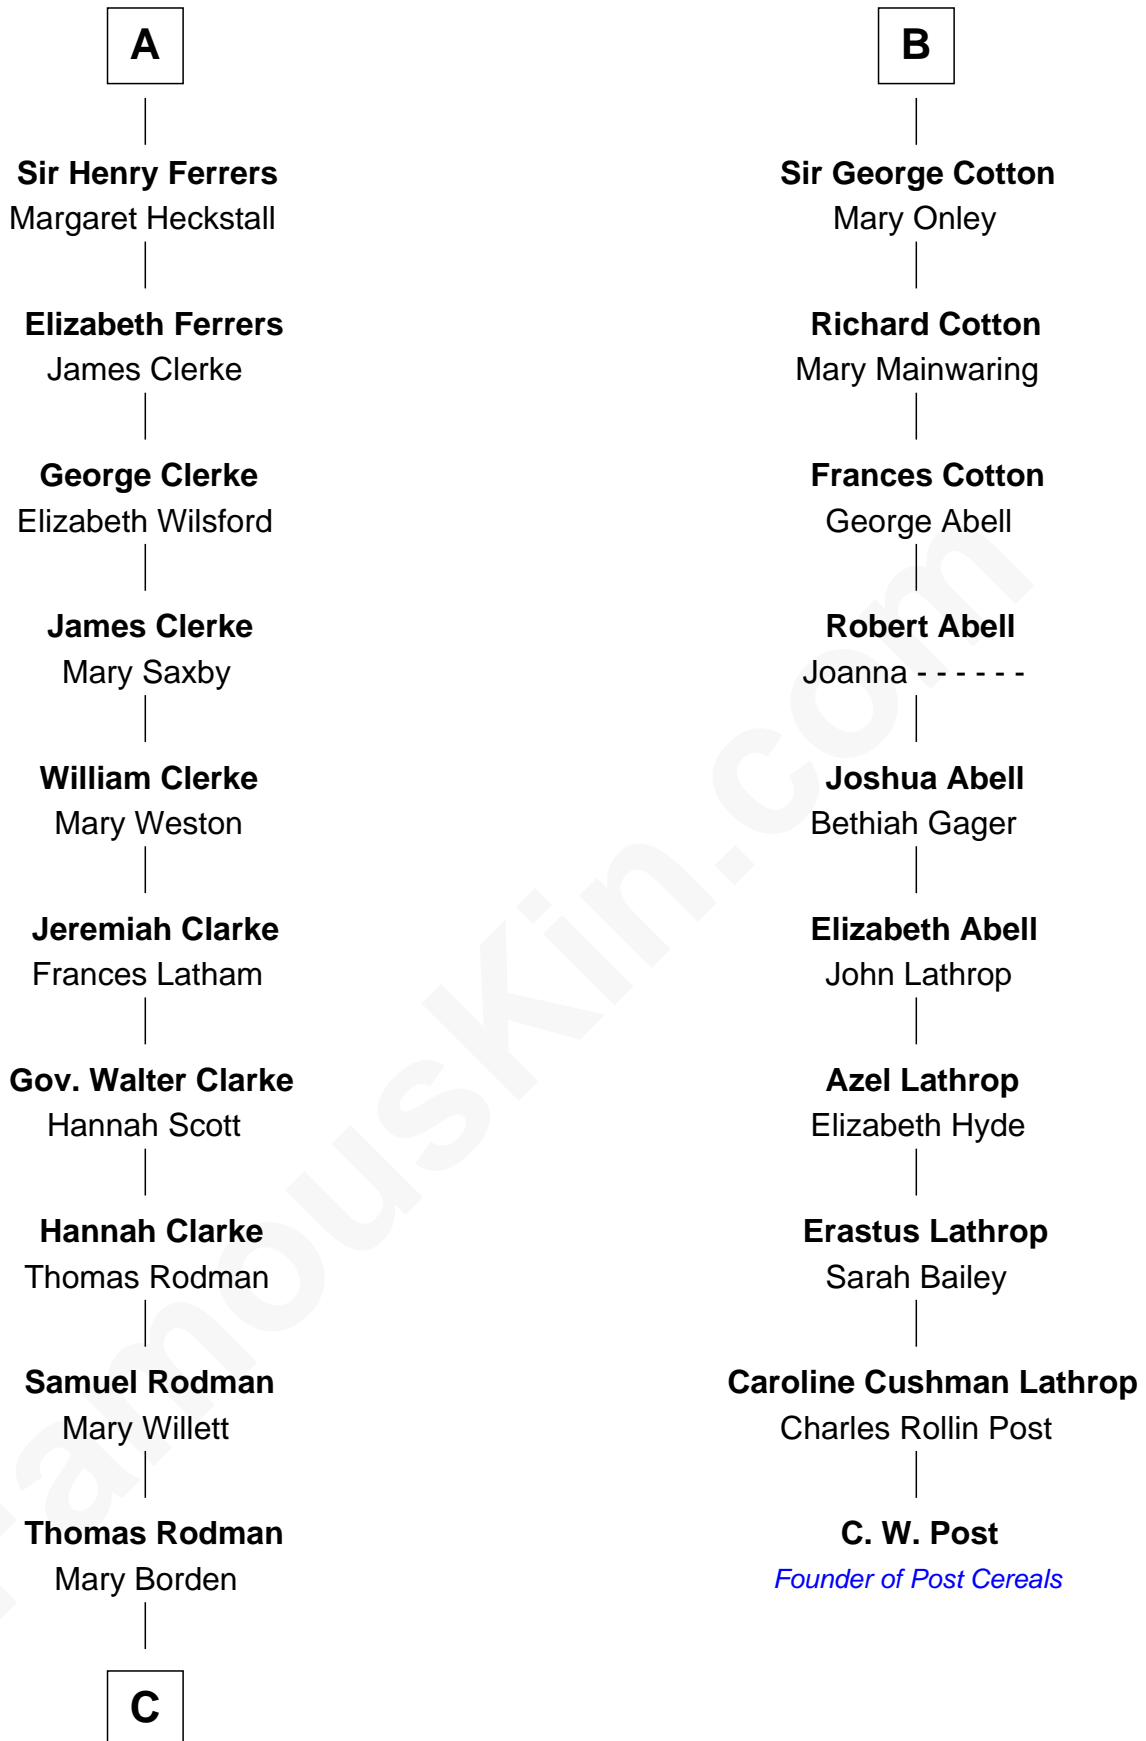 A
Sir Henry Ferrers
Margaret Heckstall
Elizabeth Ferrers
James Clerke
George Clerke
Elizabeth Wilsford
James Clerke
Mary Saxby
William Clerke
Mary Weston
Jeremiah Clarke
Frances Latham
Gov. Walter Clarke
Hannah Scott
Hannah Clarke
Thomas Rodman
Samuel Rodman
Mary Willett
Thomas Rodman
Mary Borden
C
B
Sir George Cotton
Mary Onley
Richard Cotton
Mary Mainwaring
Frances Cotton
George Abell
Robert Abell
Joanna - - - - - -
Joshua Abell
Bethiah Gager
Elizabeth Abell
John Lathrop
Azel Lathrop
Elizabeth Hyde
Erastus Lathrop
Sarah Bailey
Caroline Cushman Lathrop
Charles Rollin Post
C. W. Post
Founder of Post Cereals
FamousKin.com